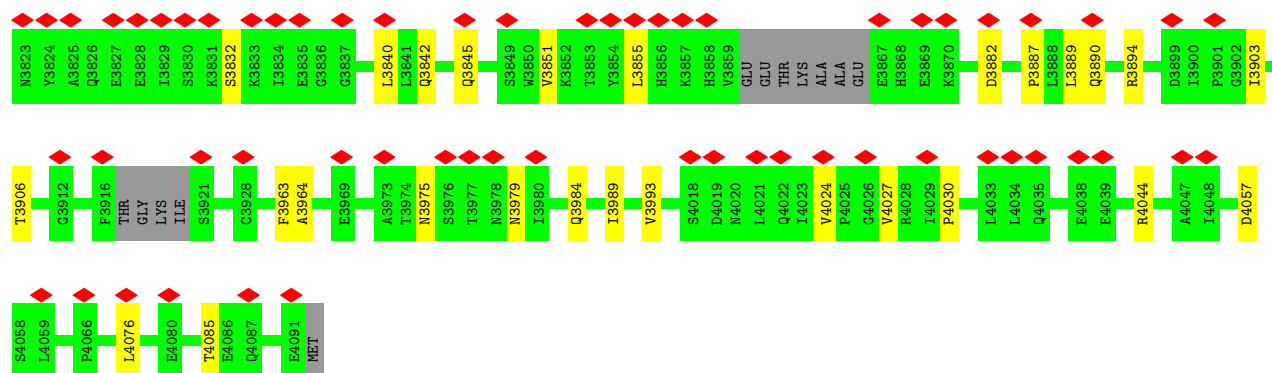 N3823 Y3824 A3825 Q3826 E3827 E3828 I3829 S3830 K3831 S3832 K3833 I3834 E3835 G3836 G3837 L3840 L3841 Q3842 Q3845 S3849 W3850 V3851 K3852 T3853 Y3854 L3855 H3856 K3857 H3858 V3859 GLU GLU THR LYS ALA ALA GLU E3867 H3868 E3869 K3870 D3882 P3887 L3888 L3889 Q3890 R3894 D3899 I3900 P3901 G3902 I3903
T3906 G3912 F3916 THR GLY LYS ILE S3921 C3928 F3963 A3964 E3969 A3973 T3974 N3975 S3976 T3977 N3978 N3979 I3980 Q3984 I3989 V3993 S4018 D4019 N4020 L4021 Q4022 I4023 V4024 P4025 G4026 V4027 R4028 I4029 P4030 L4033 L4034 Q4035 E4038 E4039 R4044 A4047 I4048 D4057
S4058 L4059 P4066 L4076 E4080 T4085 E4086 Q4087 E4091 MET